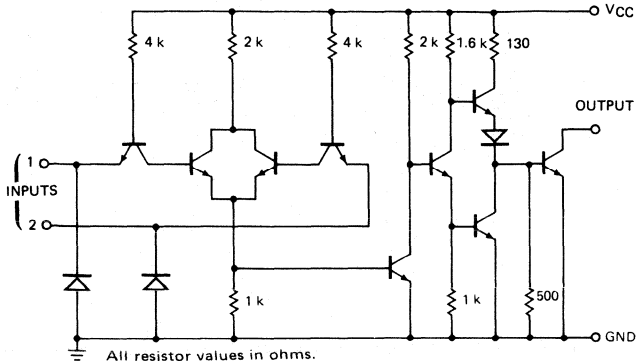 VCC
4 k
2 k
4 k
2 k
1.6 k
130
OUTPUT
1
INPUTS
2
1 k
1 k
500
GND
All resistor values in ohms.